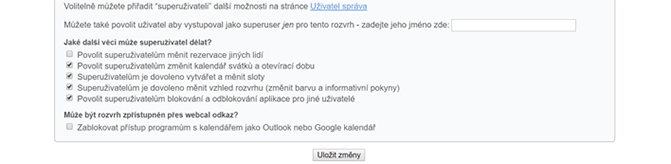 Volitelně můžete přiřadit "superuživateli" další možnosti na stránce Uživatel správa
Můžete také povolit uživatel aby vystupoval jako superuser jen pro tento rozvrh - zadejte jeho jméno zde:
Jaké další věci může superuživatel dělat?
Povolit superuživatelům měnit rezervace jiných lidí
Povolit superuživatelům změnit kalendář svátků a otevírací dobu
Superuživatelům je dovoleno vytvářet a měnit sloty
Superuživatelům je dovoleno měnit vzhled rozvrhu (změnit barvu a informativní pokyny)
Povolit superuživatelům blokování a odblokování aplikace pro jiné uživatelé
Může být rozvrh zpřístupněn přes webcal odkaz?
Zablokovat přístup programům s kalendářem jako Outlook nebo Google kalendář
Uložit změny